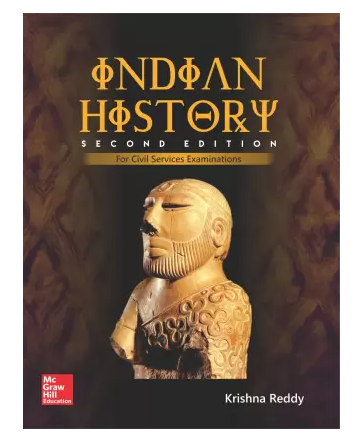 INDIAN
HISTORY
SECOND EDITION
For Civil Services Examinations
Mc
Graw
Hill
Education
Krishna Reddy